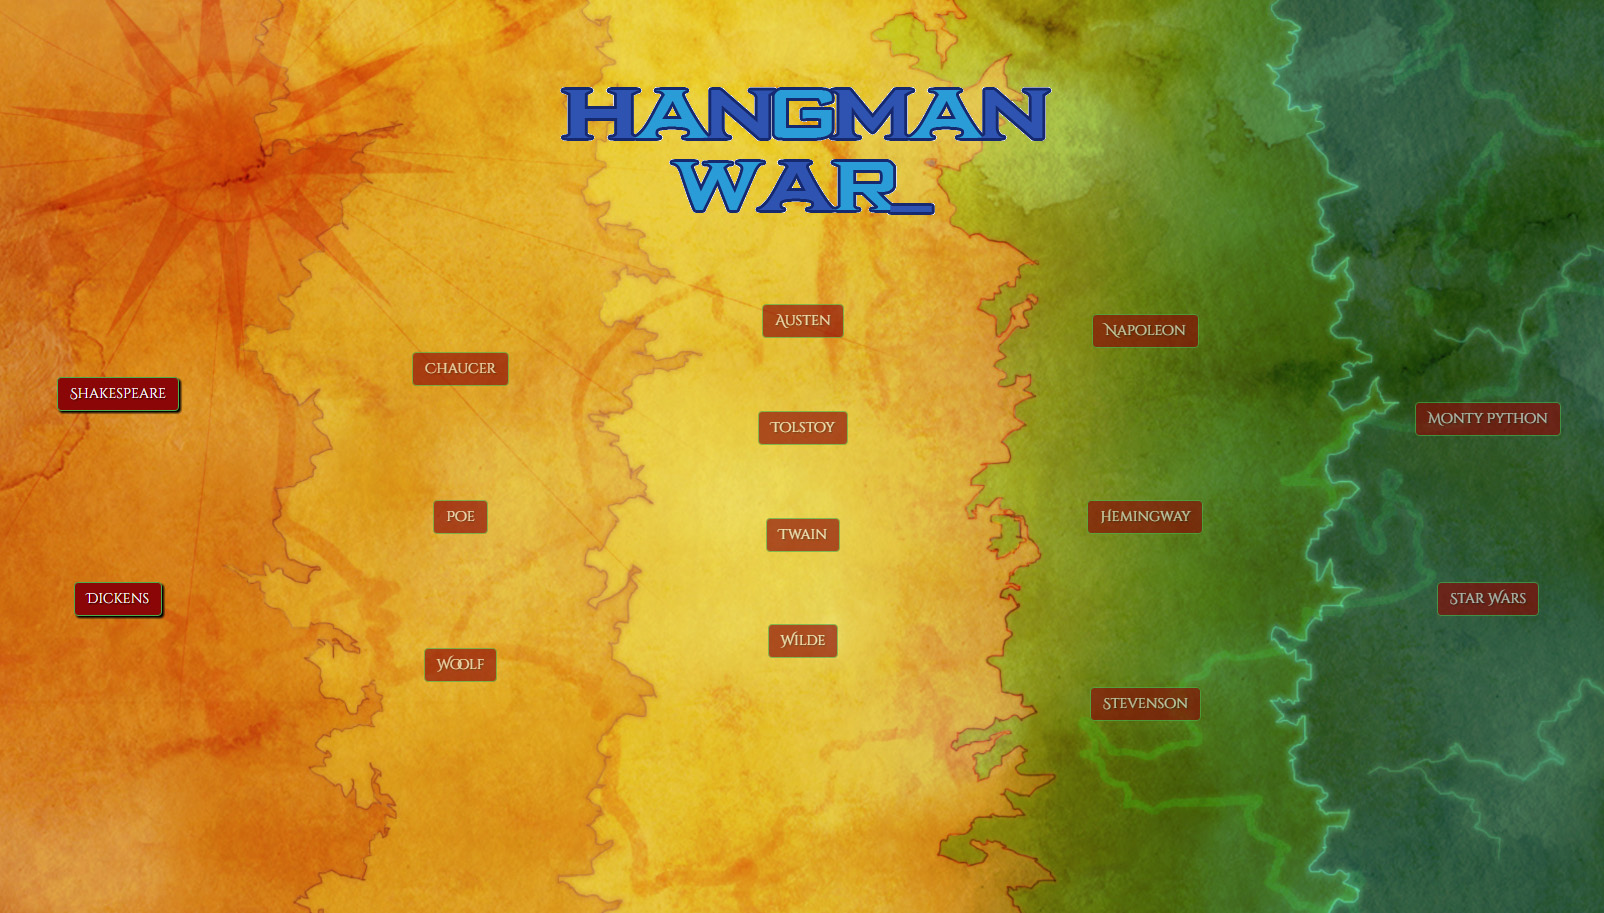 HANGMAN
WAR_
Shakespeare
Dickens
Chaucer
Poe
Woolf
Austen
Tolstoy
Twain
Wilde
Napoleon
Hemingway
Stevenson
Monty Python
Star Wars